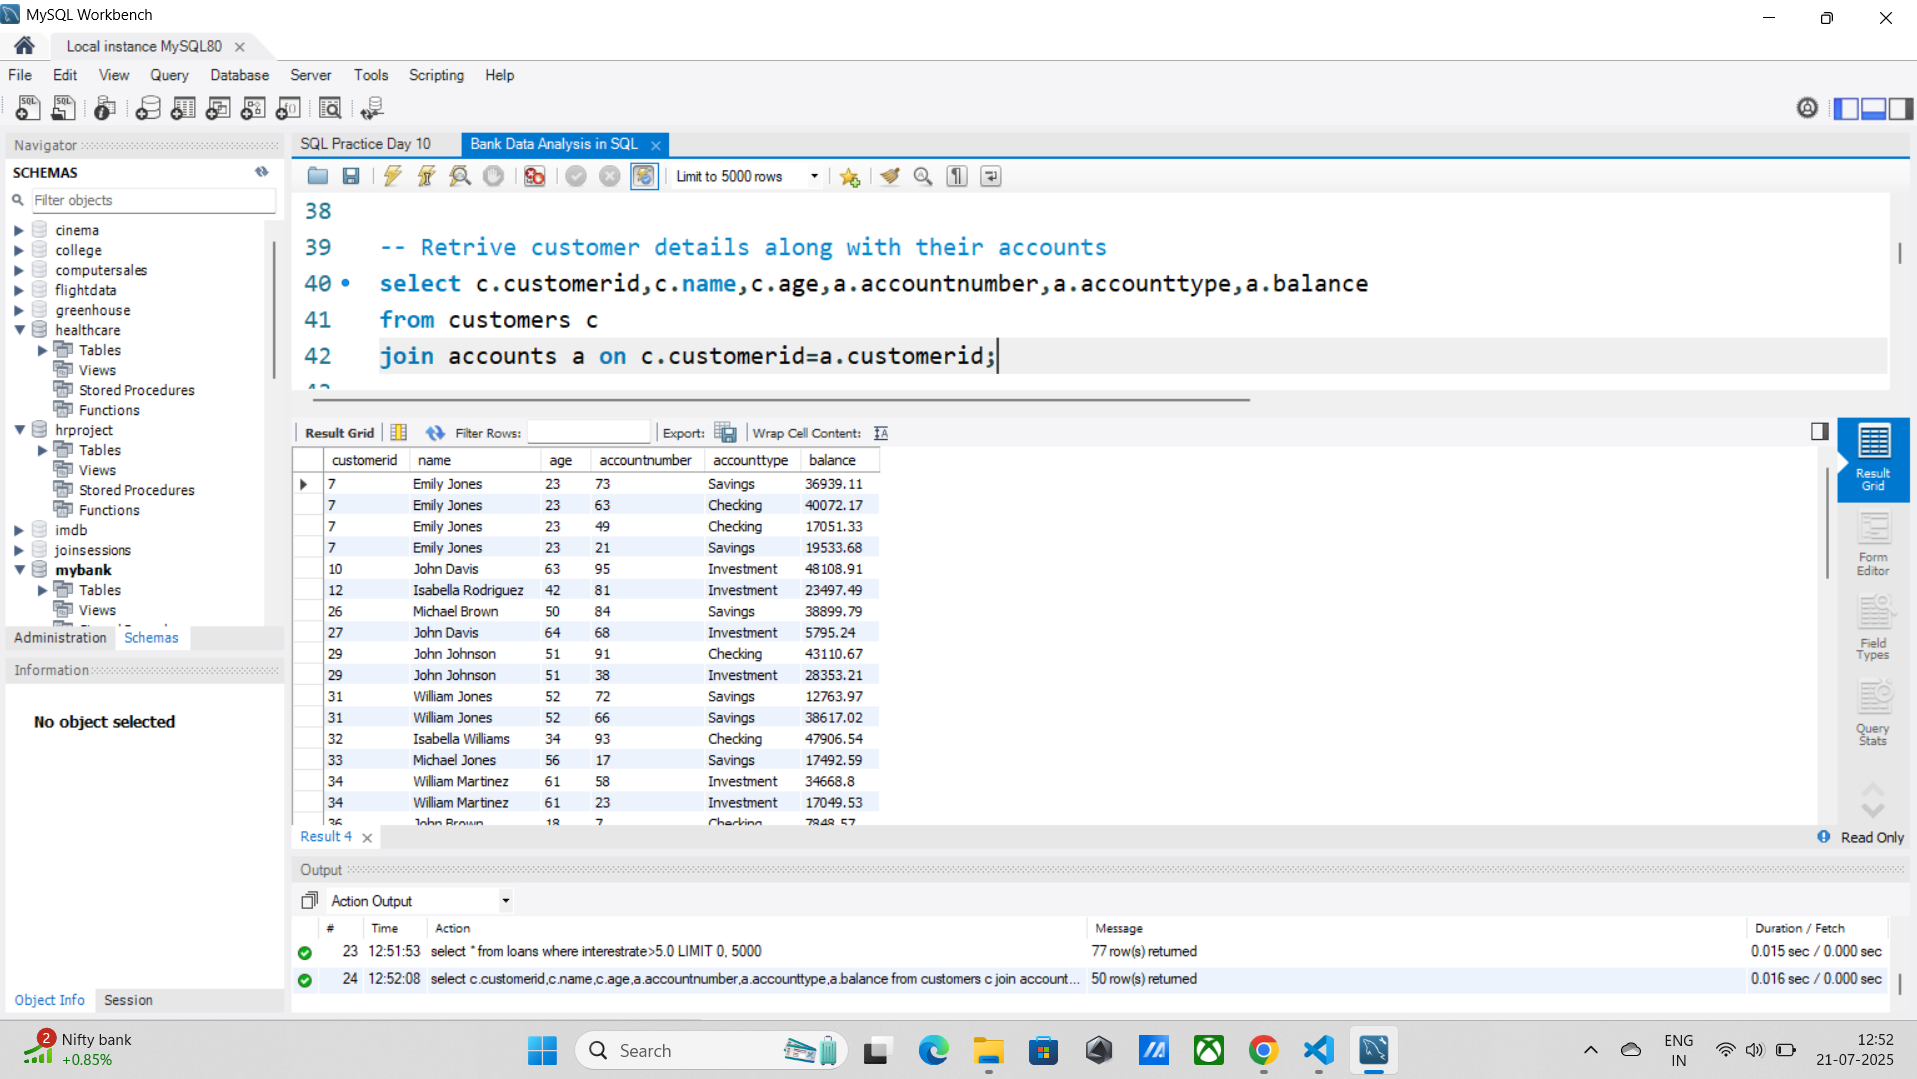 MySQL Workbench
Local instance MySQL80
File Edit View Query Database Server Tools Scripting Help
Navigator
SCHEMAS
Filter objects
cinema
college
computersales
flightdata
greenhouse
healthcare
Tables
Views
Stored Procedures
Functions
hrproject
Tables
Views
Stored Procedures
Functions
imdb
joinsessions
mybank
Tables
Views
Administration Schemas
Information
No object selected
Object Info Session
SQL Practice Day 10 Bank Data Analysis in SQL
Limit to 5000 rows
38
39 -- Retrive customer details along with their accounts
40 select c.customerid,c.name,c.age,a.accountnumber,a.accounttype,a.balance
41 from customers c
42 join accounts a on c.customerid=a.customerid;
Result Grid Filter Rows: Export: Wrap Cell Content:
customerid name age accountnumber accounttype balance
7 Emily Jones 23 73 Savings 36939.11
7 Emily Jones 23 63 Checking 40072.17
7 Emily Jones 23 49 Checking 17051.33
7 Emily Jones 23 21 Savings 19533.68
10 John Davis 63 95 Investment 48108.91
12 Isabella Rodriguez 42 81 Investment 23497.49
26 Michael Brown 50 84 Savings 38899.79
27 John Davis 64 68 Investment 5795.24
29 John Johnson 51 91 Checking 43110.67
29 John Johnson 51 38 Investment 28353.21
31 William Jones 52 72 Savings 12763.97
31 William Jones 52 66 Savings 38617.02
32 Isabella Williams 34 93 Checking 47906.54
33 Michael Jones 56 17 Savings 17492.59
34 William Martinez 61 58 Investment 34668.8
34 William Martinez 61 23 Investment 17049.53
36 John Brown 18 7 Checking 7848.57
Result
Grid
Form
Editor
Field
Types
Query
Stats
Result 4
Read Only
Output
Action Output
# Time Action Message Duration / Fetch
23 12:51:53 select * from loans where interestrate>5.0 LIMIT 0, 5000 77 row(s) returned 0.015 sec / 0.000 sec
24 12:52:08 select c.customerid,c.name,c.age,a.accountnumber,a.accounttype,a.balance from customers c join account... 50 row(s) returned 0.016 sec / 0.000 sec
2
Nifty bank
+0.85%
Search
ENG
IN
12:52
21-07-2025